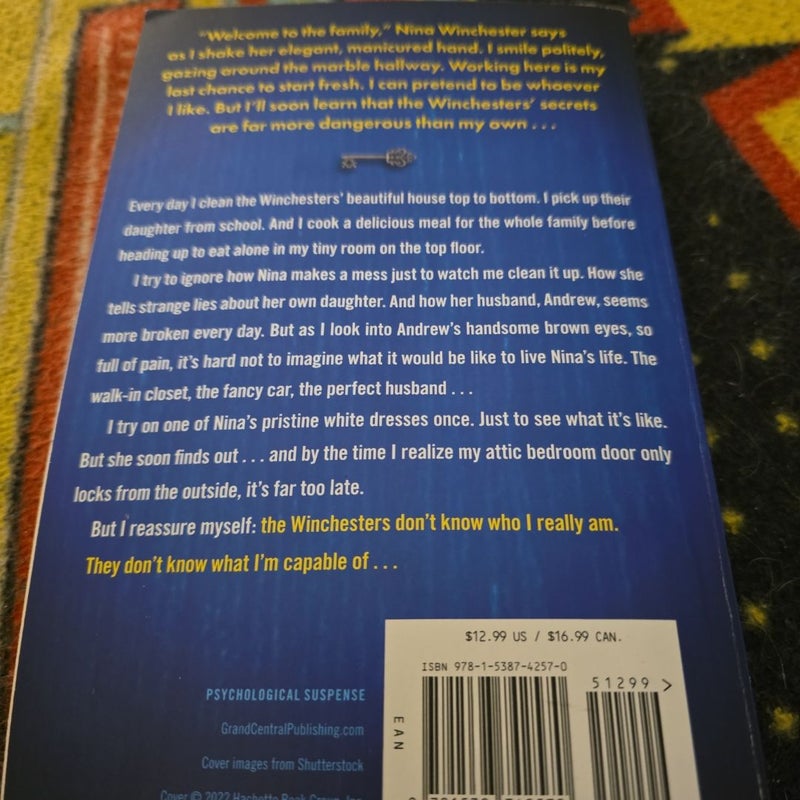 "Welcome to the family," Nina Winchester says
as I shake her elegant, manicured hand. I smile politely,
gazing around the marble hallway. Working here is my
last chance to start fresh. I can pretend to be whoever
I like. But I'll soon learn that the Winchesters' secrets
are far more dangerous than my own . . .
Every day I clean the Winchesters' beautiful house top to bottom. I pick up their
daughter from school. And I cook a delicious meal for the whole family before
heading up to eat alone in my tiny room on the top floor.
I try to ignore how Nina makes a mess just to watch me clean it up. How she
tells strange lies about her own daughter. And how her husband, Andrew, seems
more broken every day. But as I look into Andrew's handsome brown eyes, so
full of pain, it's hard not to imagine what it would be like to live Nina's life. The
walk-in closet, the fancy car, the perfect husband . . .
I try on one of Nina's pristine white dresses once. Just to see what it's like.
But she soon finds out . . . and by the time I realize my attic bedroom door only
locks from the outside, it's far too late.
But I reassure myself: the Winchesters don't know who I really am.
They don't know what I'm capable of . . .
$12.99 US / $16.99 CAN.
ISBN 978-1-5387-4257-0
51299 >
EAN
PSYCHOLOGICAL SUSPENSE
GrandCentralPublishing.com
Cover images from Shutterstock
Cover © 2022 Hachette Book Group, Inc.